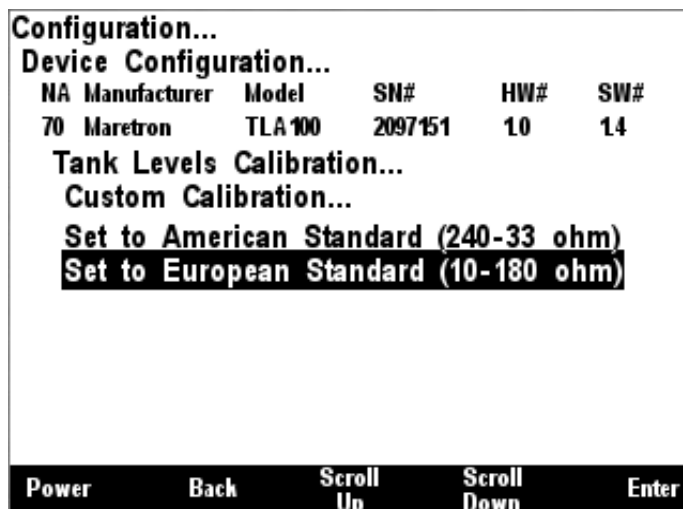 Configuration...
Device Configuration...
NA Manufacturer Model SN# HW# SW#
70 Maretron TLA100 2097151 1.0 1.4
Tank Levels Calibration...
Custom Calibration...
Set to American Standard (240-33 ohm)
Set to European Standard (10-180 ohm)
Power Back Scroll Up Scroll Down Enter